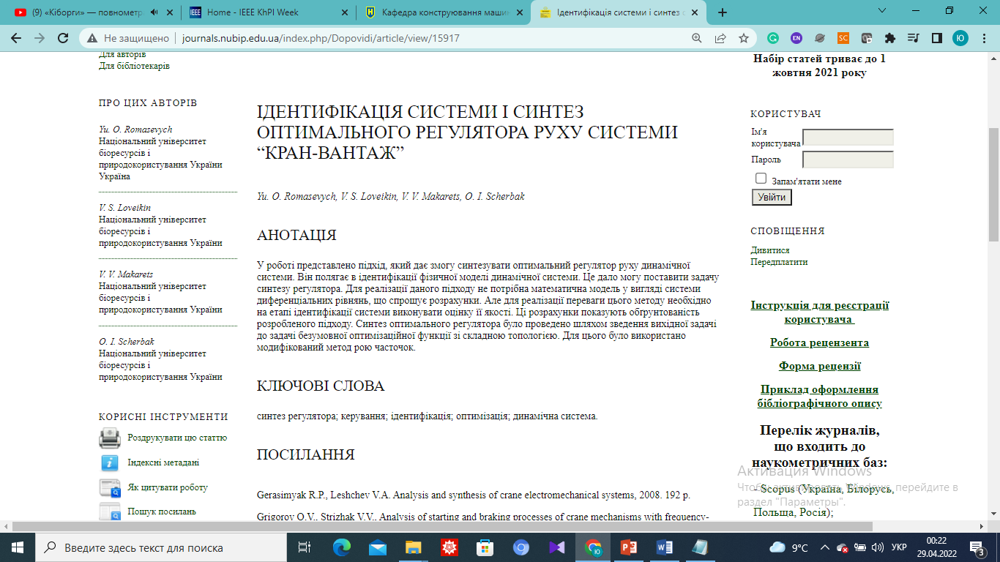 (9) «Кіборги» — повнометра
Home - IEEE KhPI Week
Кафедра конструювання машин
Ідентифікація системи і синтез о
Не защищено
journals.nubip.edu.ua/index.php/Dopovidi/article/view/15917
Для авторів
Для бібліотекарів
ПРО ЦИХ АВТОРІВ
Yu. O. Romasevych
Національний університет
біоресурсів і
природокористування України
Україна
V. S. Loveikin
Національний університет
біоресурсів і
природокористування України
V. V. Makarets
Національний університет
біоресурсів і
природокористування України
O. I. Scherbak
Національний університет
біоресурсів і
природокористування України
КОРИСНІ ІНСТРУМЕНТИ
Роздрукувати цю статтю
Індексні метадані
Як цитувати роботу
Пошук посилань
ІДЕНТИФІКАЦІЯ СИСТЕМИ І СИНТЕЗ
ОПТИМАЛЬНОГО РЕГУЛЯТОРА РУХУ СИСТЕМИ
“КРАН-ВАНТАЖ”
Yu. O. Romasevych, V. S. Loveikin, V. V. Makarets, O. I. Scherbak
АНОТАЦІЯ
У роботі представлено підхід, який дає змогу синтезувати оптимальний регулятор руху динамічної
системи. Він полягає в ідентифікації фізичної моделі динамічної системи. Це дало могу поставити задачу
синтезу регулятора. Для реалізації даного підходу не потрібна математична модель у вигляді системи
диференціальних рівнянь, що спрощує розрахунки. Але для реалізації переваги цього методу необхідно
на етапі ідентифікації системи виконувати оцінку її якості. Ці розрахунки показують обґрунтованість
розробленого підходу. Синтез оптимального регулятора було проведено шляхом зведення вихідної задачі
до задачі безумовної оптимізаційної функції зі складною топологією. Для цього було використано
модифікований метод рою часточок.
КЛЮЧОВІ СЛОВА
синтез регулятора; керування; ідентифікація; оптимізація; динамічна система.
ПОСИЛАННЯ
Gerasimyak R.P., Leshchev V.A. Analysis and synthesis of crane electromechanical systems, 2008. 192 p.
Grigorov O.V., Strizhak V.V., Analysis of starting and braking processes of crane mechanisms with frequency-
Набір статей триває до 1
жовтня 2021 року
КОРИСТУВАЧ
Ім'я
користувача
Пароль
Запам'ятати мене
Увійти
СПОВІЩЕННЯ
Дивитися
Передплатити
Інструкція для реєстрації
користувача
Робота рецензента
Форма рецензії
Приклад оформлення
бібліографічного опису
Перелік журналів,
що входить до
наукометричних баз:
- Scopus (Україна, Білорусь,
Польща, Росія);
Активация Windows
Чтобы активировать Windows, перейдите в
раздел "Параметры".
Введите здесь текст для поиска
9°C
УКР
00:22
29.04.2022
3